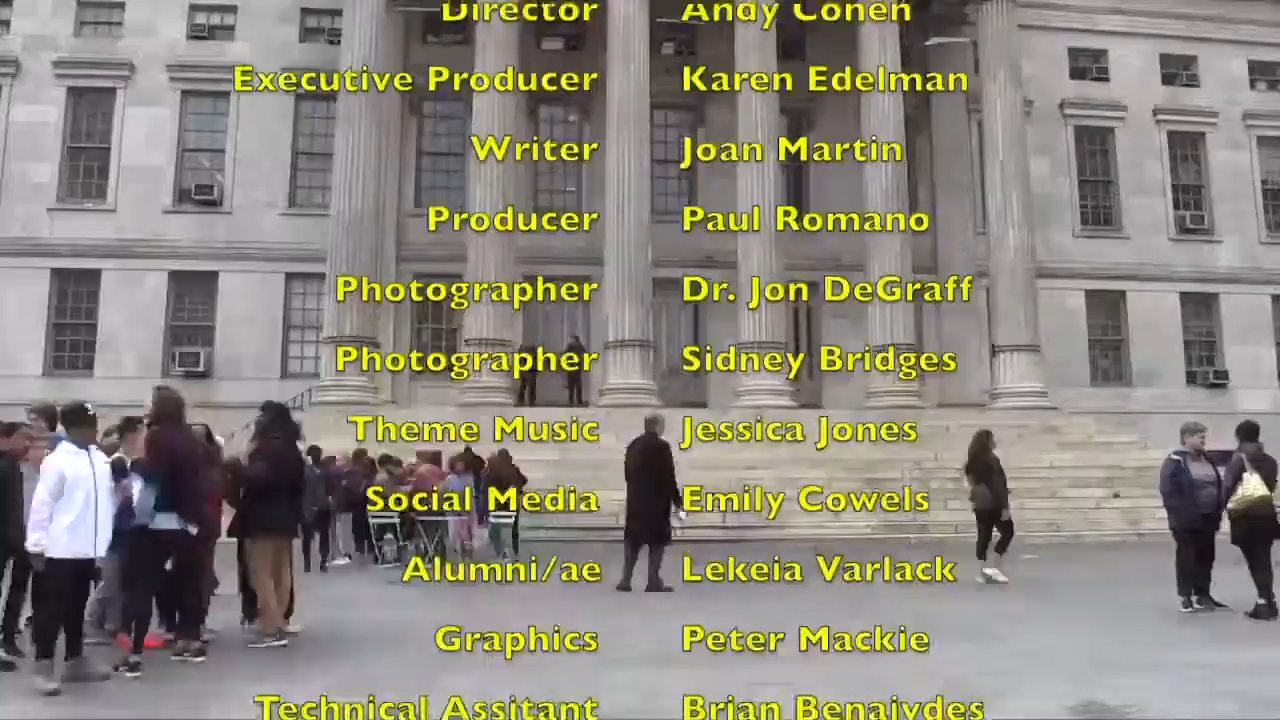 Director Andy Cohen
Executive Producer Karen Edelman
Writer Joan Martin
Producer Paul Romano
Photographer Dr. Jon DeGraff
Photographer Sidney Bridges
Theme Music Jessica Jones
Social Media Emily Cowels
Alumni/ae Lekeia Varlack
Graphics Peter Mackie
Technical Assitant Brian Benaivdes